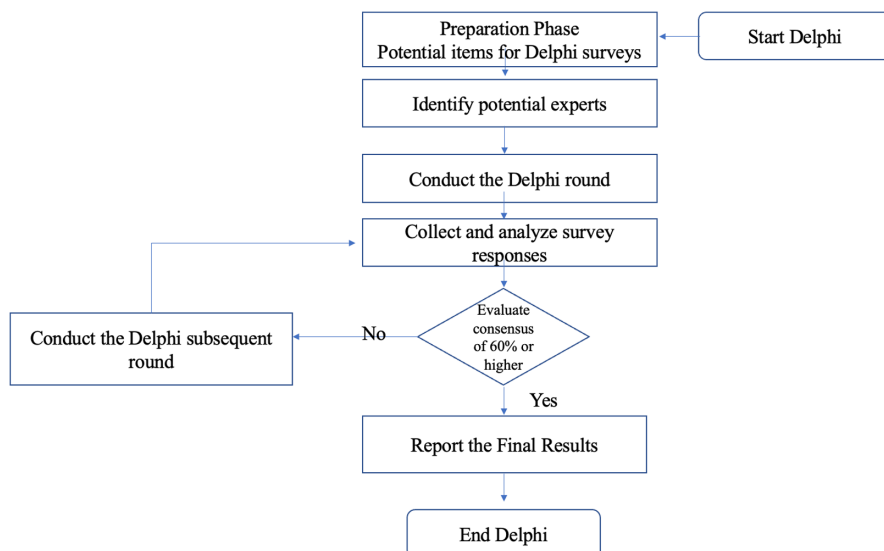 Preparation Phase
Potential items for Delphi surveys
Start Delphi
Identify potential experts
Conduct the Delphi round
Collect and analyze survey
responses
Evaluate
consensus
of 60% or
higher
No
Conduct the Delphi subsequent
round
Yes
Report the Final Results
End Delphi